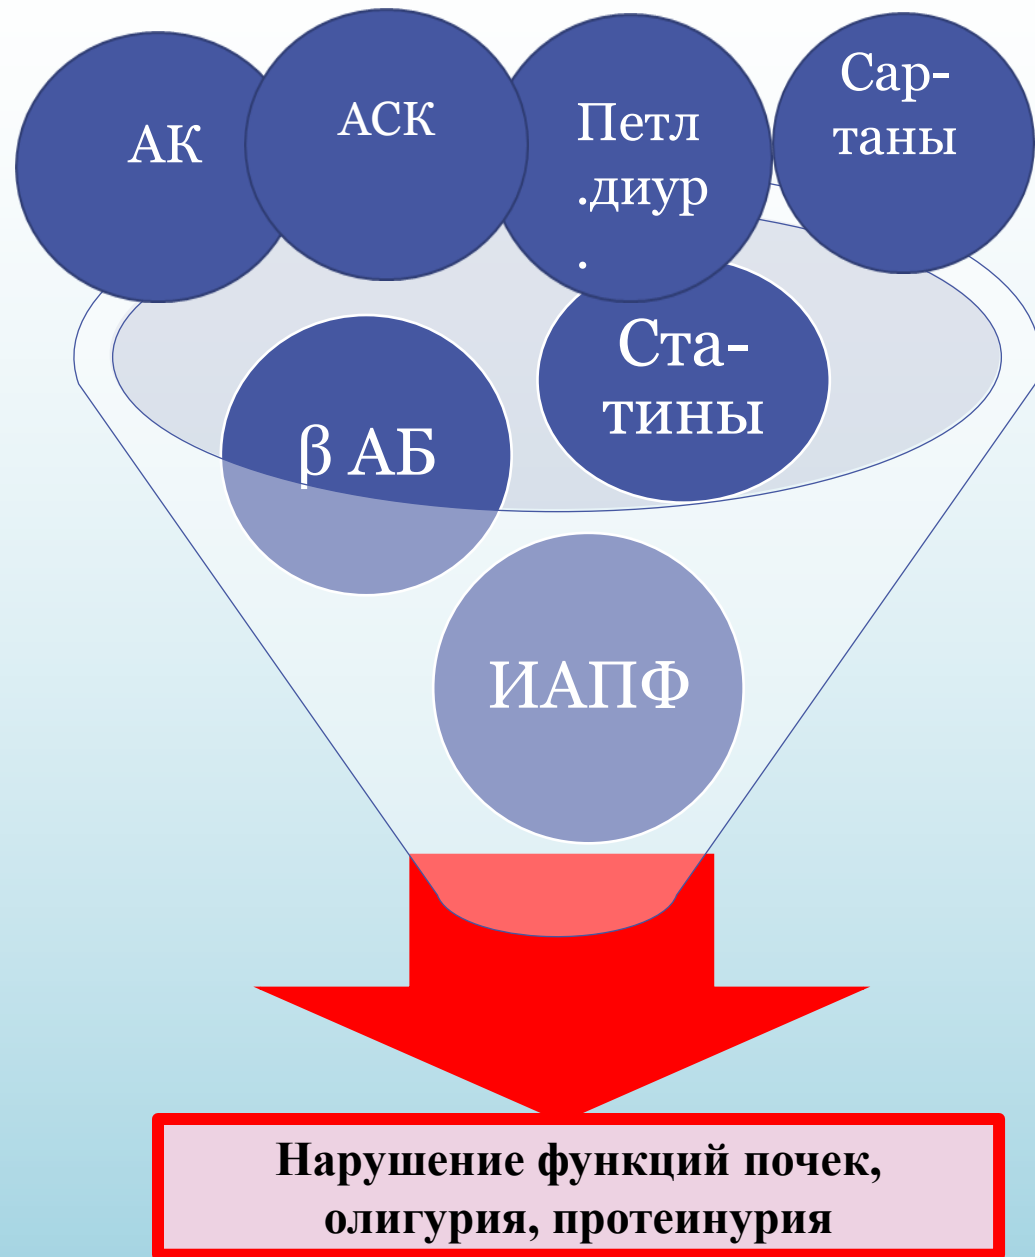 АК
АСК
Петл
.диур
.
Сар-
таны
Ста-
тины
β АБ
ИАПФ
Нарушение функций почек,
олигурия, протеинурия